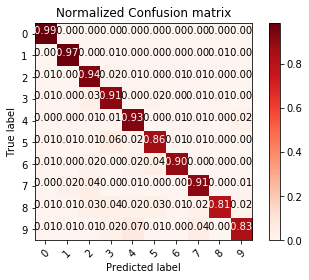 Normalized Confusion matrix
True label
0 0.99 0.00 0.00 0.00 0.00 0.00 0.00 0.00 0.00 0.00
1 0.00 0.97 0.00 0.01 0.00 0.00 0.00 0.00 0.01 0.00
2 0.01 0.00 0.94 0.02 0.01 0.00 0.01 0.01 0.01 0.00
3 0.01 0.00 0.01 0.91 0.00 0.01 0.00 0.01 0.02 0.01
4 0.00 0.00 0.01 0.01 0.93 0.00 0.01 0.00 0.00 0.02
5 0.01 0.00 0.01 0.06 0.02 0.86 0.01 0.00 0.01 0.01
6 0.01 0.00 0.02 0.00 0.02 0.04 0.90 0.00 0.00 0.00
7 0.00 0.02 0.04 0.00 0.01 0.00 0.00 0.91 0.00 0.01
8 0.01 0.01 0.03 0.04 0.02 0.03 0.01 0.02 0.81 0.02
9 0.01 0.01 0.01 0.02 0.07 0.01 0.00 0.04 0.00 0.83
0 1 2 3 4 5 6 7 8 9
Predicted label
0.8
0.6
0.4
0.2
0.0